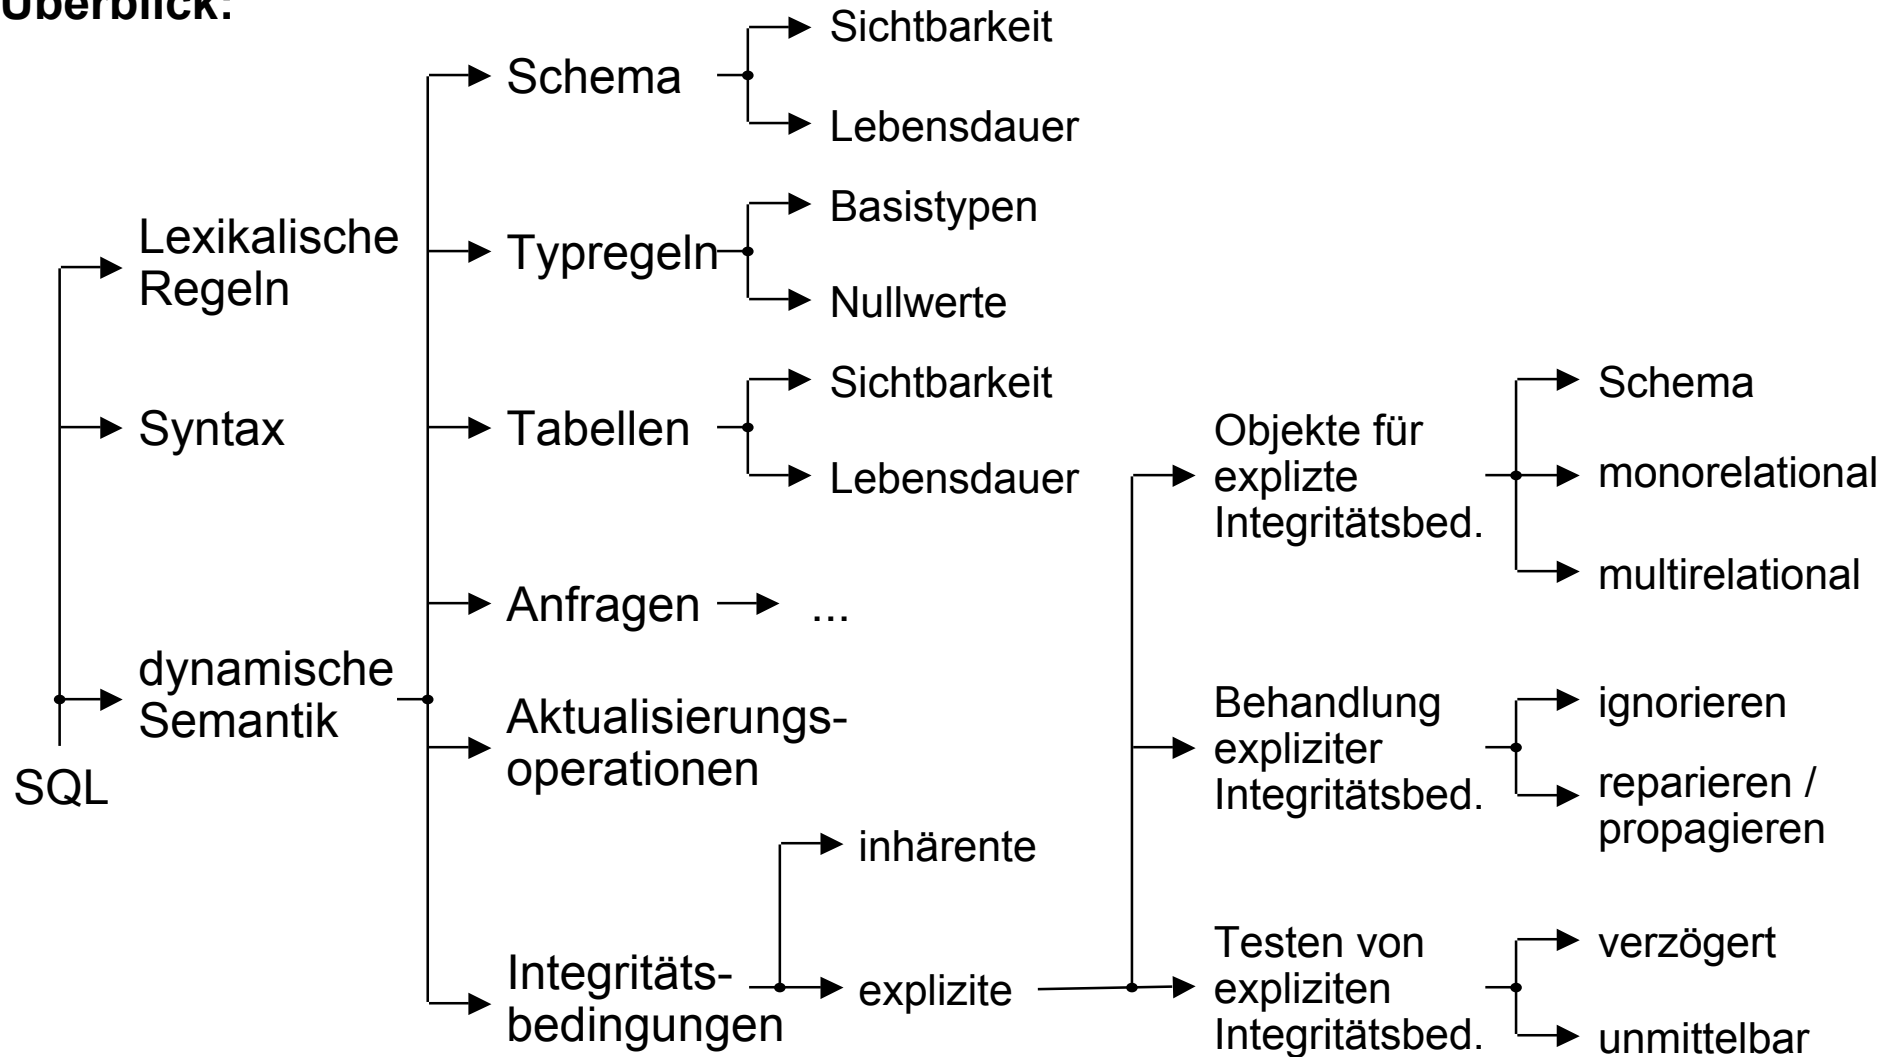 Überblick:
Sichtbarkeit
Schema
Lebensdauer
Basistypen
Lexikalische
Regeln
Typregeln
Nullwerte
Sichtbarkeit
Syntax
Tabellen
Lebensdauer
Objekte für
explizte
Integritätsbed.
Schema
monorelational
multirelational
Anfragen
...
dynamische
Semantik
Aktualisierungs-
operationen
Behandlung
expliziter
Integritätsbed.
ignorieren
reparieren /
propagieren
SQL
inhärente
Integritäts-
bedingungen
explizite
Testen von
expliziten
Integritätsbed.
verzögert
unmittelbar